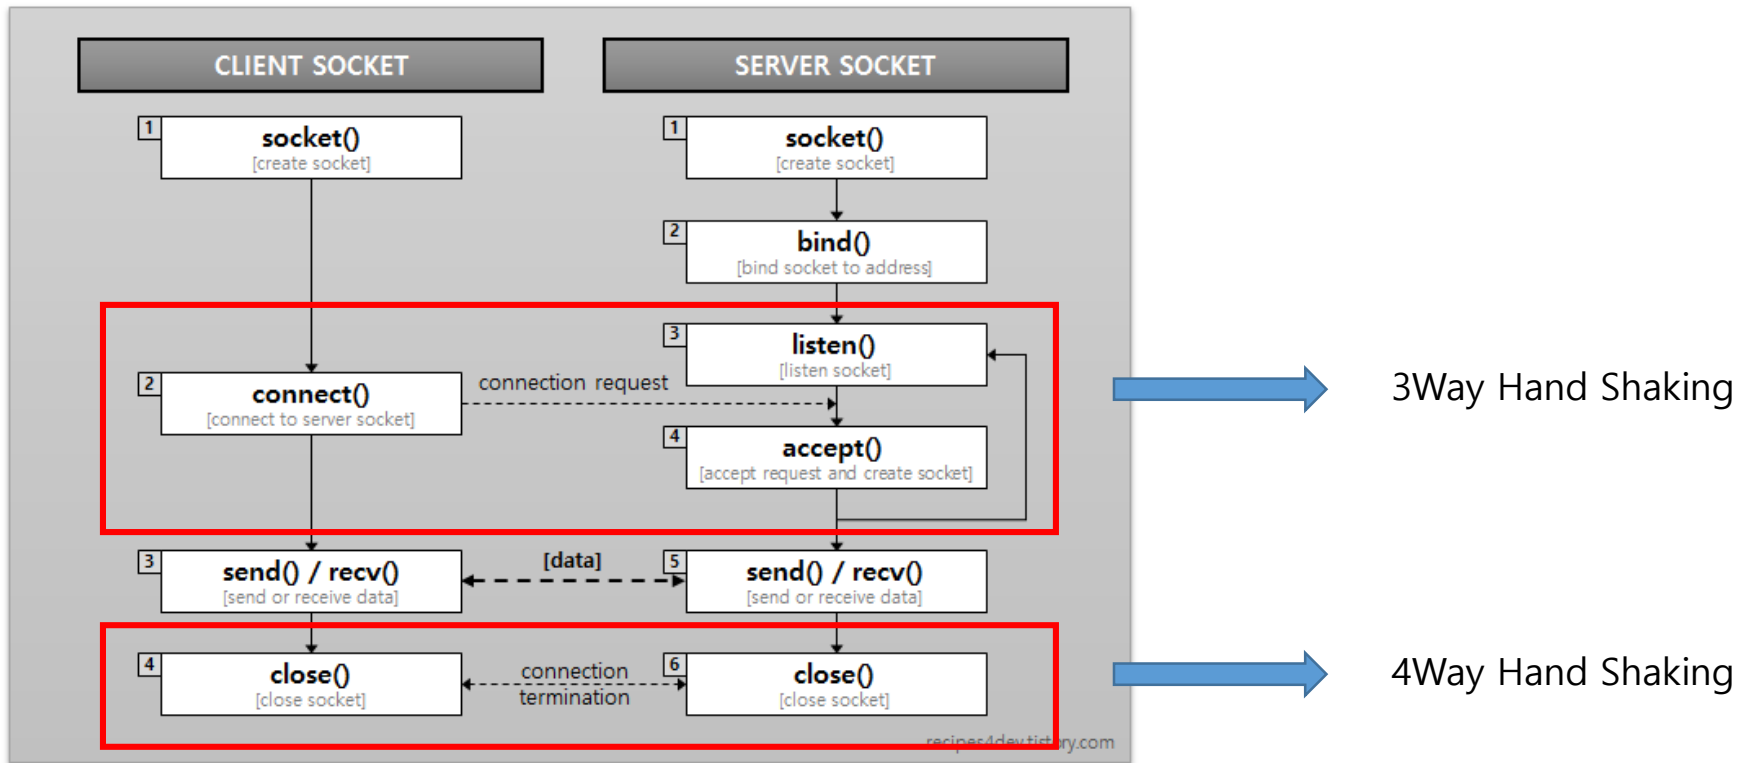 CLIENT SOCKET
SERVER SOCKET
1
socket()
[create socket]
1
socket()
[create socket]
2
bind()
[bind socket to address]
3
listen()
[listen socket]
2
connect()
[connect to server socket]
connection request
4
accept()
[accept request and create socket]
3Way Hand Shaking
3
send() / recv()
[send or receive data]
[data]
5
send() / recv()
[send or receive data]
4
close()
[close socket]
connection
termination
6
close()
[close socket]
4Way Hand Shaking
recipes4dev.tistory.com